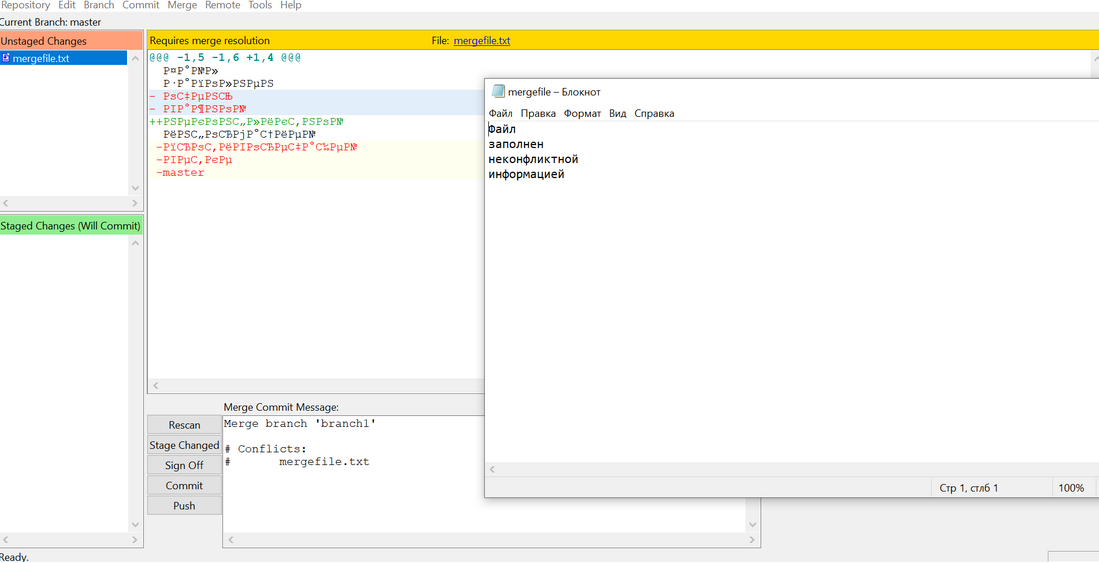 Repository Edit Branch Commit Merge Remote Tools Help
Current Branch: master
Unstaged Changes
mergefile.txt
Requires merge resolution File: mergefile.txt
@@@ -1,5 -1,6 +1,4 @@@
Р¤Р°Р№Р»
Р·Р°РїРѕР»РЅРµРЅ
- РѕС‡РµРЅСЊ
- РІР°Р¶РЅРѕР№
++РЅРµРєРѕРЅС„Р»РёРєС‚РЅРѕР№
РёРЅС„РѕСЂРјР°С†РёРµР№
-РїСЂРѕС‚РёРІРѕСЂРµС‡Р°С‰РµР№
-РІРµС‚РєРµ
-master
Staged Changes (Will Commit)
Merge Commit Message:
Rescan
Stage Changed
Sign Off
Commit
Push
Merge branch 'branch1'
# Conflicts:
# mergefile.txt
Ready.
mergefile – Блокнот
Файл Правка Формат Вид Справка
Файл
заполнен
неконфликтной
информацией
Стр 1, стлб 1 100%